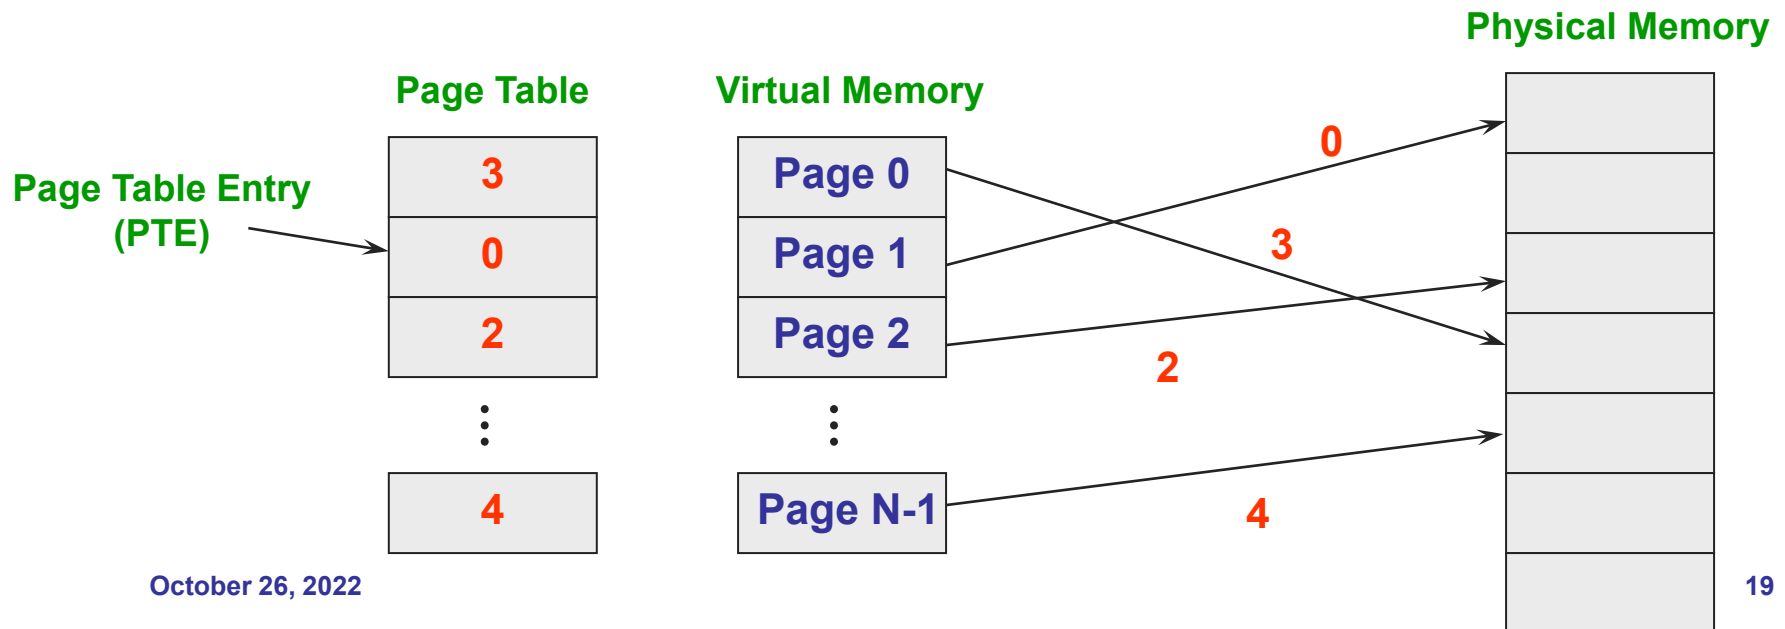 Physical Memory
Page Table
Virtual Memory
Page Table Entry
(PTE)
3
0
2
4
Page 0
Page 1
Page 2
Page N-1
0
3
2
4
October 26, 2022
19